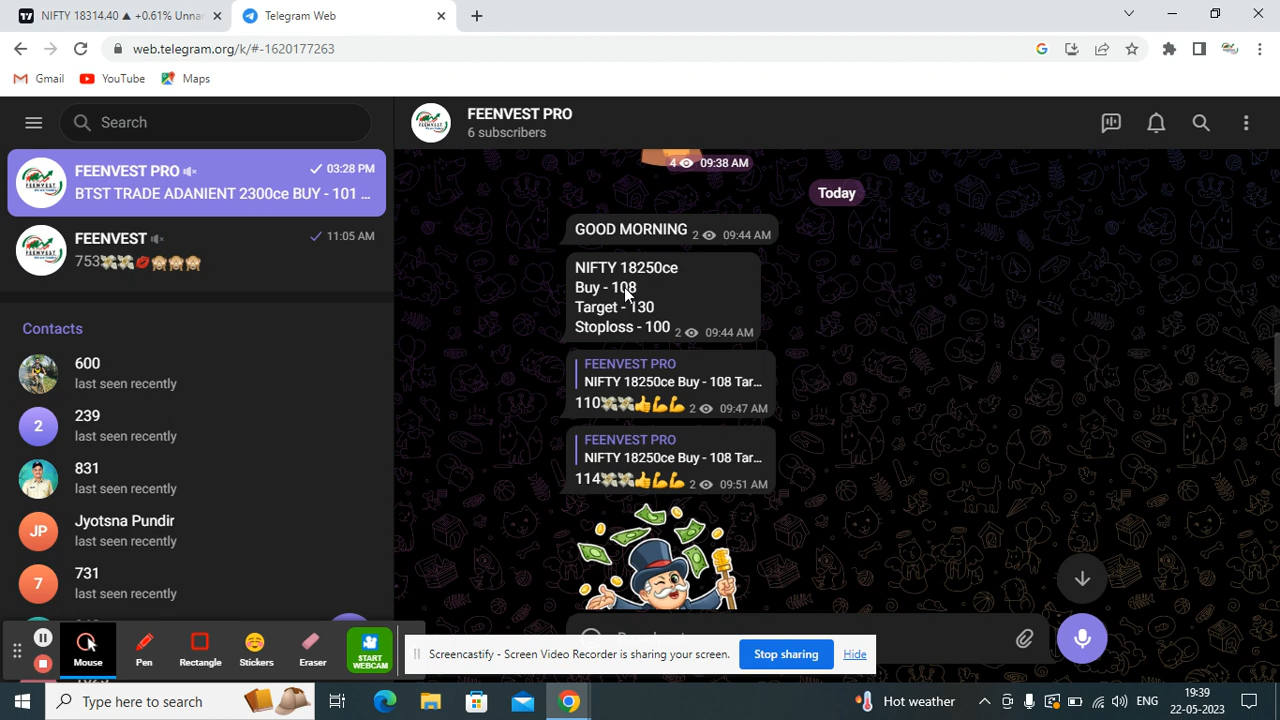 NIFTY 18314.40 ▲ +0.61% Unna
Telegram Web
web.telegram.org/k/#-1620177263
Gmail YouTube Maps
Search
FEENVEST PRO 03:28 PM
BTST TRADE ADANIENT 2300ce BUY - 101 ...
FEENVEST 11:05 AM
753💸💸💋🙈🙈🙈
Contacts
600
last seen recently
2 239
last seen recently
831
last seen recently
JP Jyotsna Pundir
last seen recently
7 731
last seen recently
FEENVEST PRO
6 subscribers
4 09:38 AM
Today
GOOD MORNING 2 09:44 AM
NIFTY 18250ce
Buy - 108
Target - 130
Stoploss - 100 2 09:44 AM
FEENVEST PRO
NIFTY 18250ce Buy - 108 Tar...
110💸💸👍💪💪 2 09:47 AM
FEENVEST PRO
NIFTY 18250ce Buy - 108 Tar...
114💸💸👍💪💪 2 09:51 AM
Mouse Pen Rectangle Stickers Eraser START WEBCAM
Screencastify - Screen Video Recorder is sharing your screen. Stop sharing Hide
Type here to search
Hot weather ENG 19:39
22-05-2023